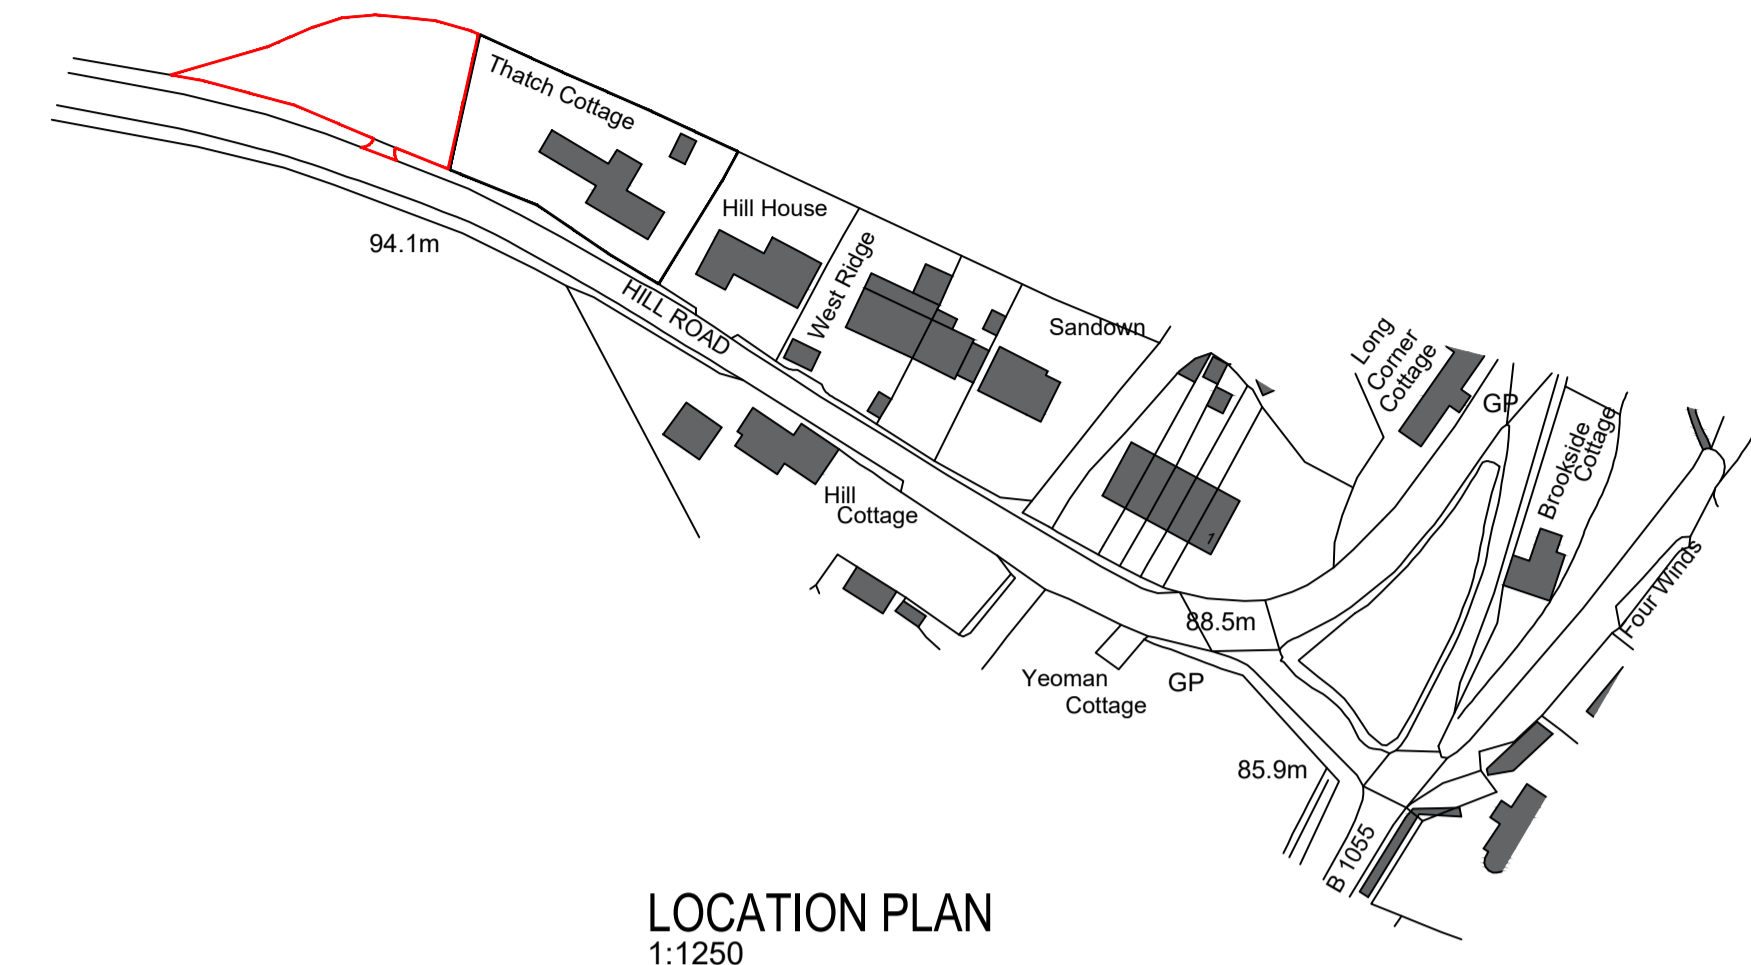 Thatch Cottage
Hill House
94.1m
West Ridge
HILL ROAD
Sandown
Long
Corner
Cottage
GP
Brookside
Cottage
Hill
Cottage
1
Four Winds
88.5m
Yeoman
Cottage
GP
85.9m
B 1055
LOCATION PLAN
1:1250